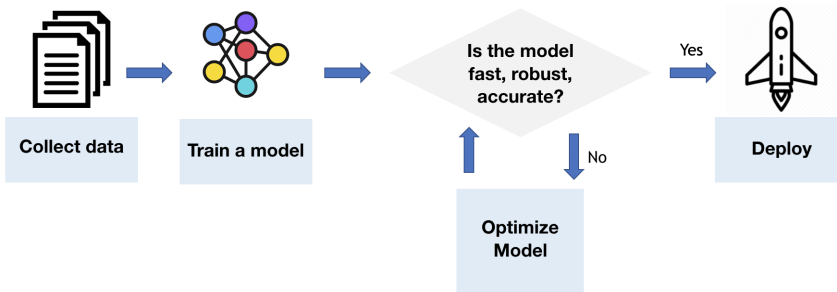 Collect data
Train a model
Is the model
fast, robust,
accurate?
Yes
No
Optimize
Model
Deploy